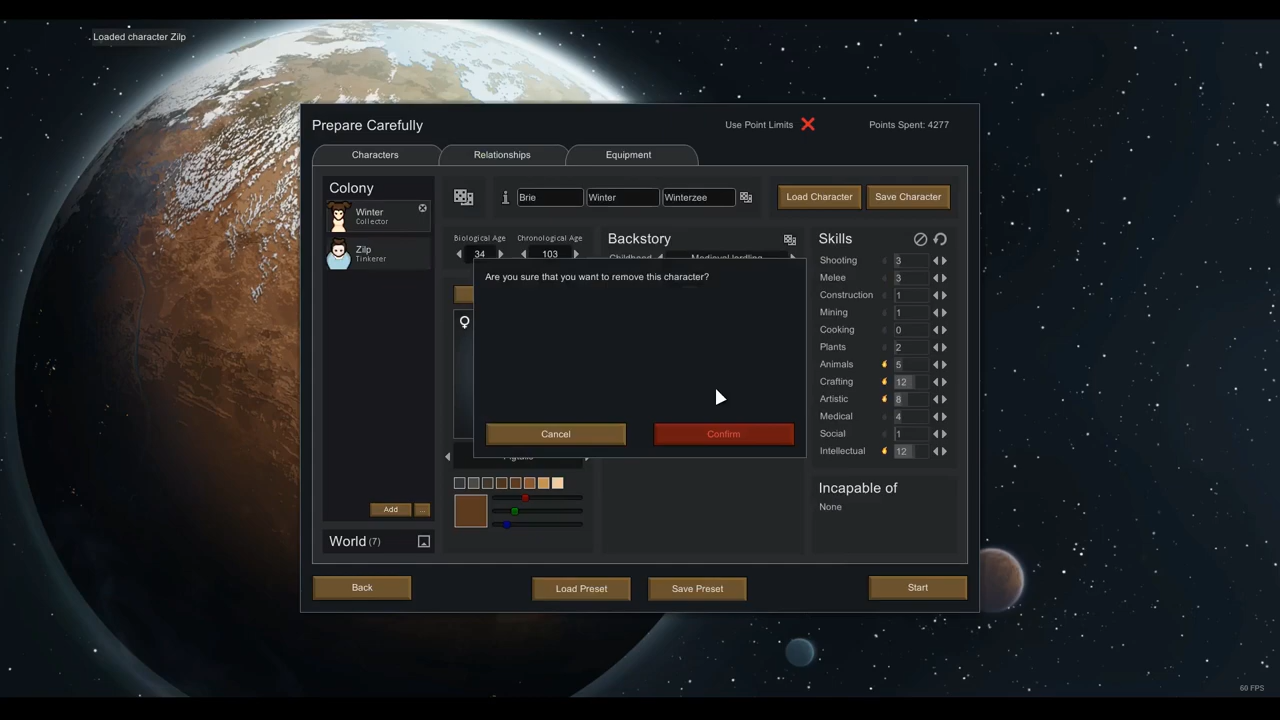 Loaded character Zilp
Prepare Carefully
Use Point Limits
Points Spent: 4277
Characters
Relationships
Equipment
Colony
Winter
Collector
Zilp
Tinkerer
Add
...
World (7)
Brie
Winter
Winterzee
Load Character
Save Character
Biological Age
Chronological Age
34
103
Backstory
Are you sure that you want to remove this character?
Cancel
Confirm
Skills
Shooting 3
Melee 3
Construction 1
Mining 1
Cooking 0
Plants 2
Animals 5
Crafting 12
Artistic 8
Medical 4
Social 1
Intellectual 12
Incapable of
None
Back
Load Preset
Save Preset
Start
60 FPS